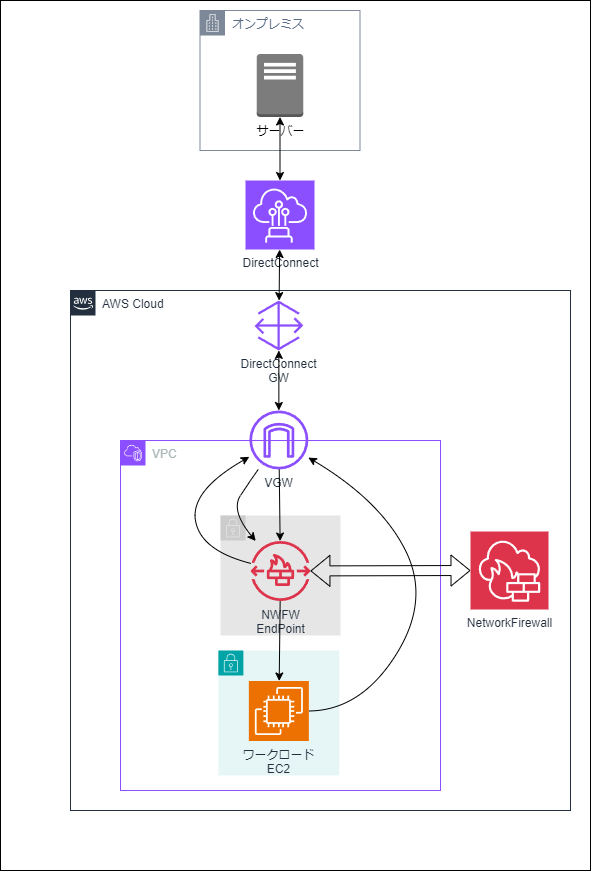 オンプレミス
サーバー
DirectConnect
aws
AWS Cloud
DirectConnect
GW
VPC
VGW
NWFW
EndPoint
NetworkFirewall
ワークロード
EC2